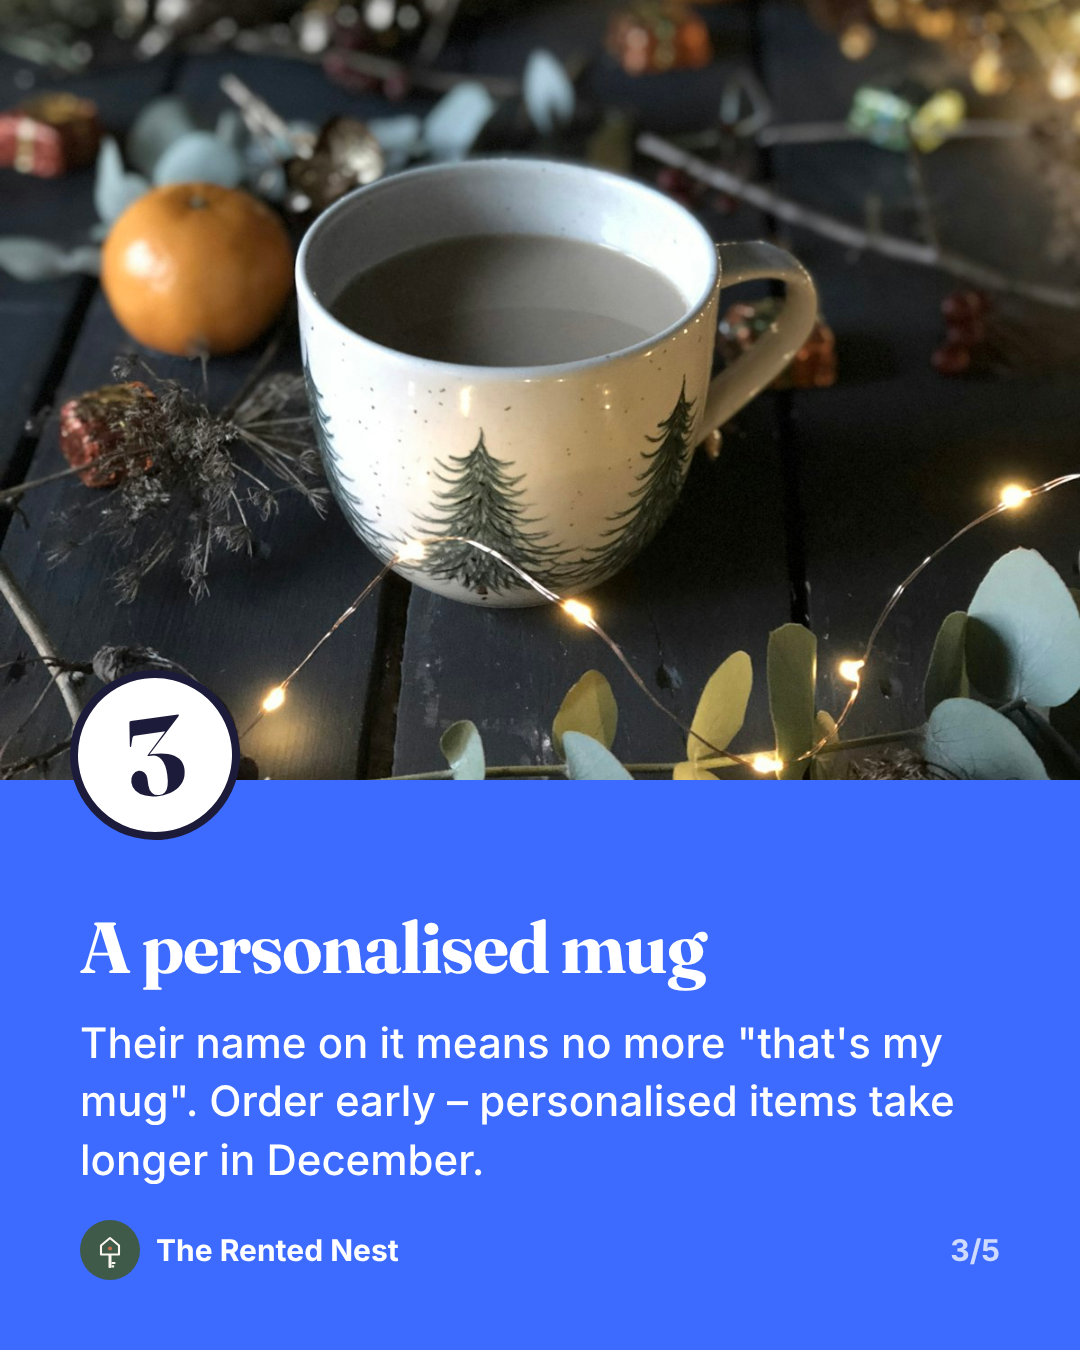 3
A personalised mug
Their name on it means no more "that's my
mug". Order early – personalised items take
longer in December.
The Rented Nest
3/5